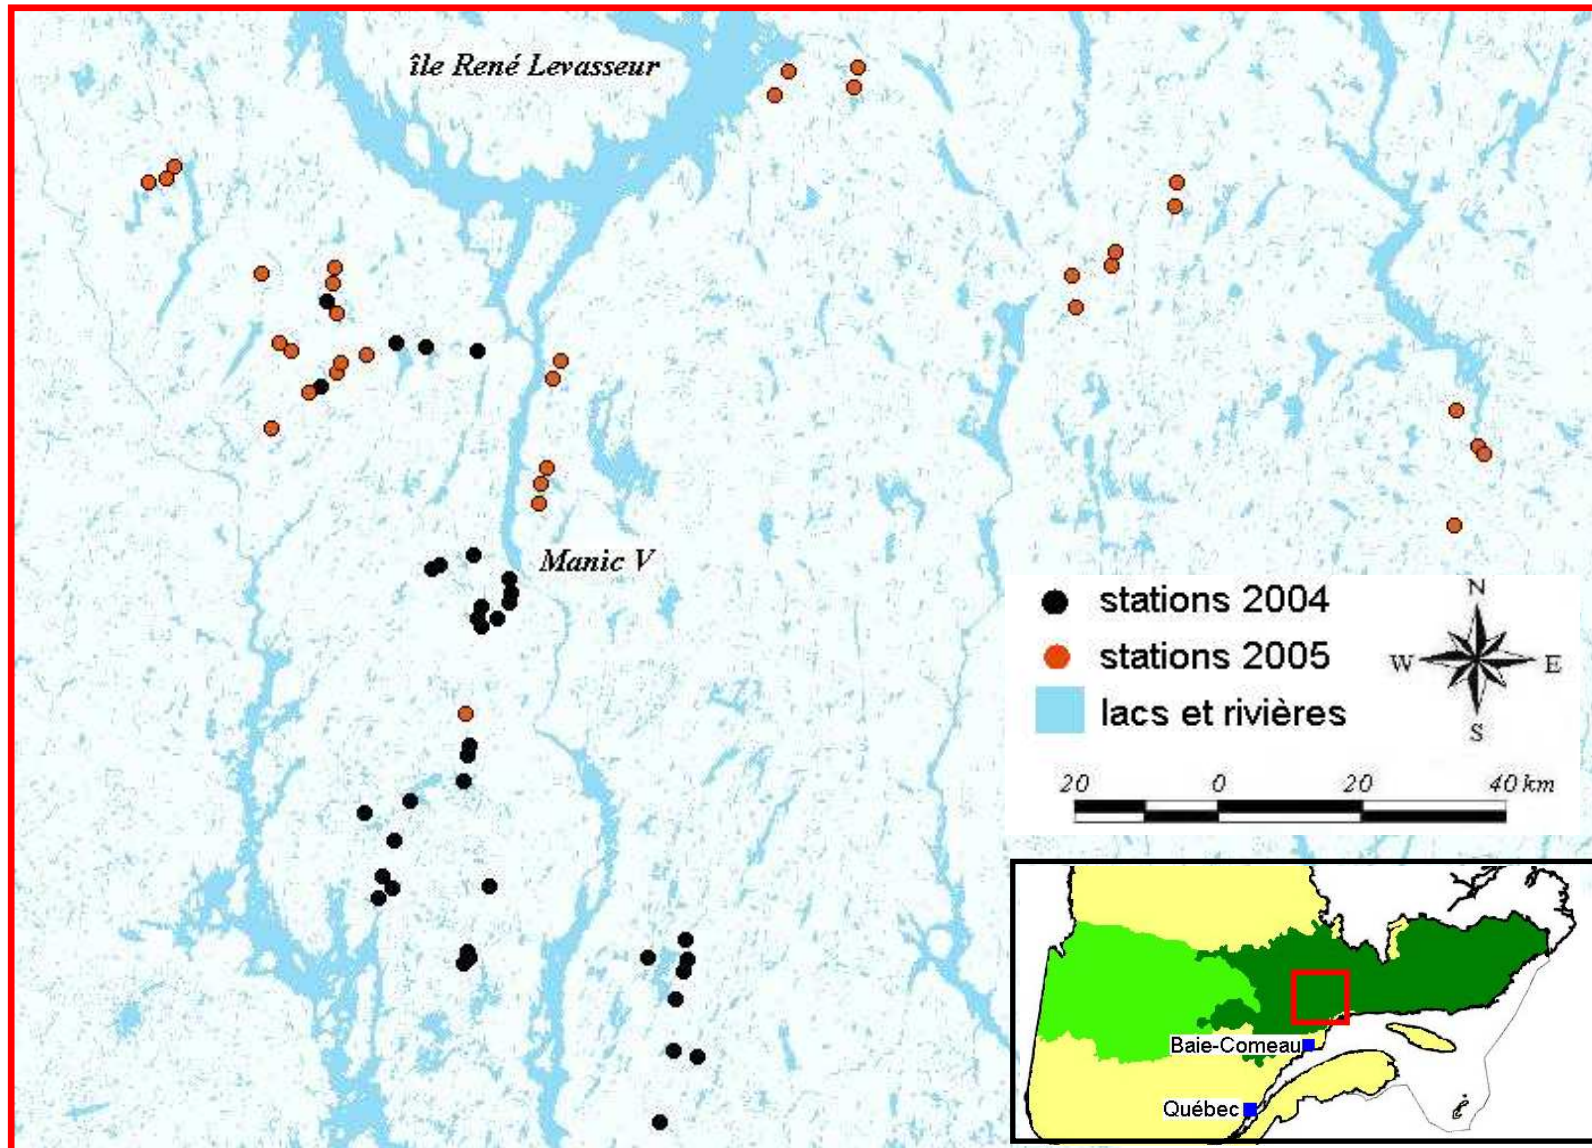 île René Levasseur
Manic V
stations 2004
stations 2005
lacs et rivières
N
W E
S
20 0 20 40 km
Baie-Comeau
Québec